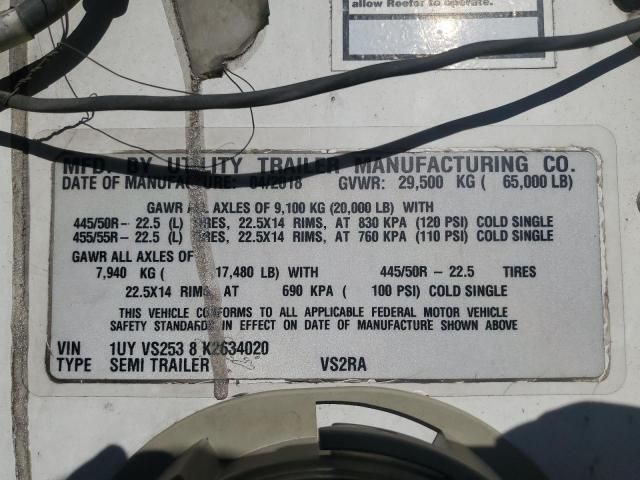 allow Reefer to operate.
MFD. BY UTILITY TRAILER MANUFACTURING CO.
DATE OF MANUFACTURE: 04/2018 GVWR: 29,500 KG ( 65,000 LB)
GAWR ALL AXLES OF 9,100 KG (20,000 LB) WITH
445/50R- 22.5 (L) TIRES, 22.5X14 RIMS, AT 830 KPA (120 PSI) COLD SINGLE
455/55R- 22.5 (L) TIRES, 22.5X14 RIMS, AT 760 KPA (110 PSI) COLD SINGLE
GAWR ALL AXLES OF
7,940 KG ( 17,480 LB) WITH 445/50R - 22.5 TIRES
22.5X14 RIMS, AT 690 KPA ( 100 PSI) COLD SINGLE
THIS VEHICLE CONFORMS TO ALL APPLICABLE FEDERAL MOTOR VEHICLE
SAFETY STANDARDS IN EFFECT ON DATE OF MANUFACTURE SHOWN ABOVE
VIN 1UY VS253 8 K2634020
TYPE SEMI TRAILER VS2RA